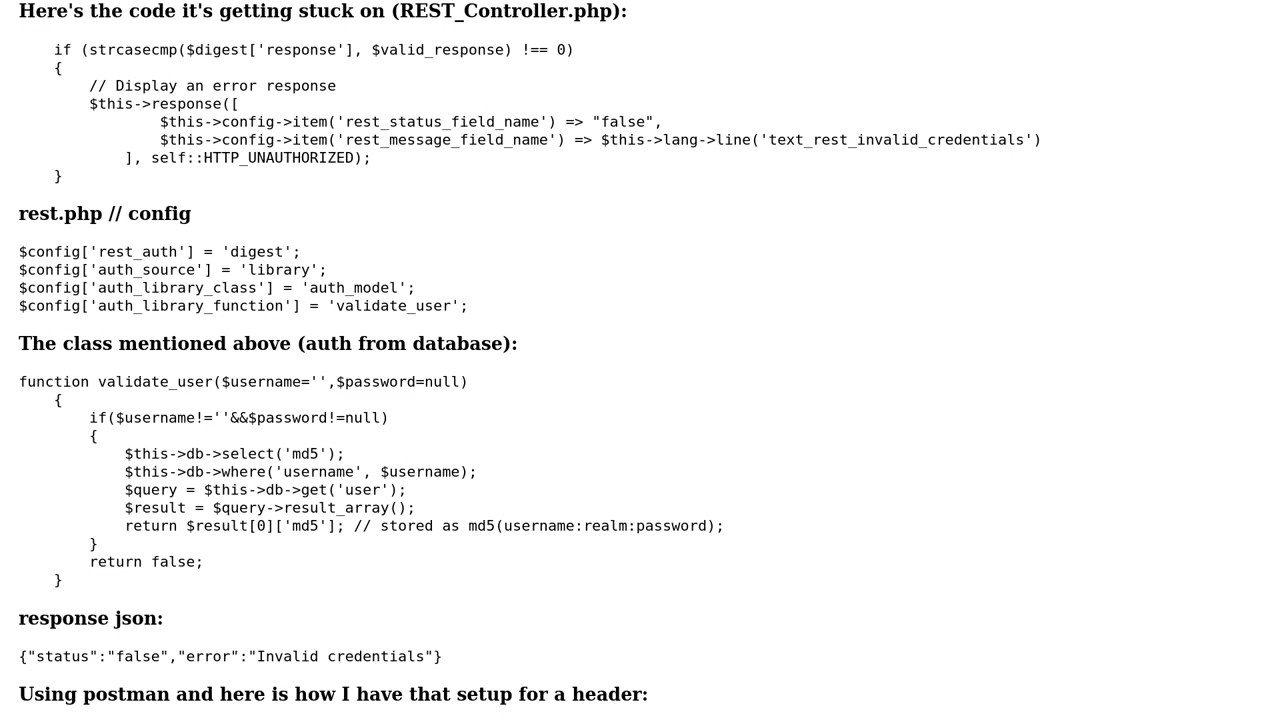 Here's the code it's getting stuck on (REST_Controller.php):
if (strcasecmp($digest['response'], $valid_response) !== 0)
{
// Display an error response
$this->response([
$this->config->item('rest_status_field_name') => "false",
$this->config->item('rest_message_field_name') => $this->lang->line('text_rest_invalid_credentials')
], self::HTTP_UNAUTHORIZED);
}
rest.php // config
$config['rest_auth'] = 'digest';
$config['auth_source'] = 'library';
$config['auth_library_class'] = 'auth_model';
$config['auth_library_function'] = 'validate_user';
The class mentioned above (auth from database):
function validate_user($username='',$password=null)
{
if($username!=''&&$password!=null)
{
$this->db->select('md5');
$this->db->where('username', $username);
$query = $this->db->get('user');
$result = $query->result_array();
return $result[0]['md5']; // stored as md5(username:realm:password);
}
return false;
}
response json:
{"status":"false","error":"Invalid credentials"}
Using postman and here is how I have that setup for a header: